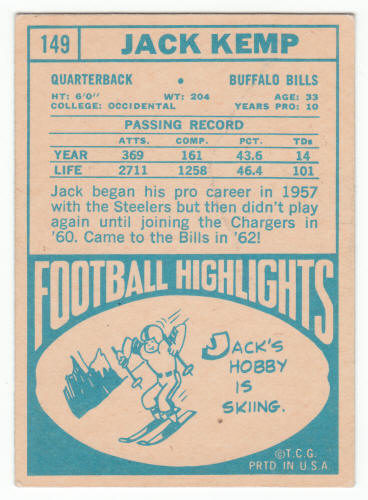 149 JACK KEMP
QUARTERBACK • BUFFALO BILLS
HT: 6'0" WT: 204 AGE: 33
COLLEGE: OCCIDENTAL YEARS PRO: 10
PASSING RECORD
ATTS. COMP. PCT. TDs
YEAR 369 161 43.6 14
LIFE 2711 1258 46.4 101
Jack began his pro career in 1957
with the Steelers but then didn't play
again until joining the Chargers in
'60. Came to the Bills in '62!
FOOTBALL HIGHLIGHTS
JACK'S
HOBBY
IS
SKIING.
©T.C.G.
PRTD IN U.S.A.